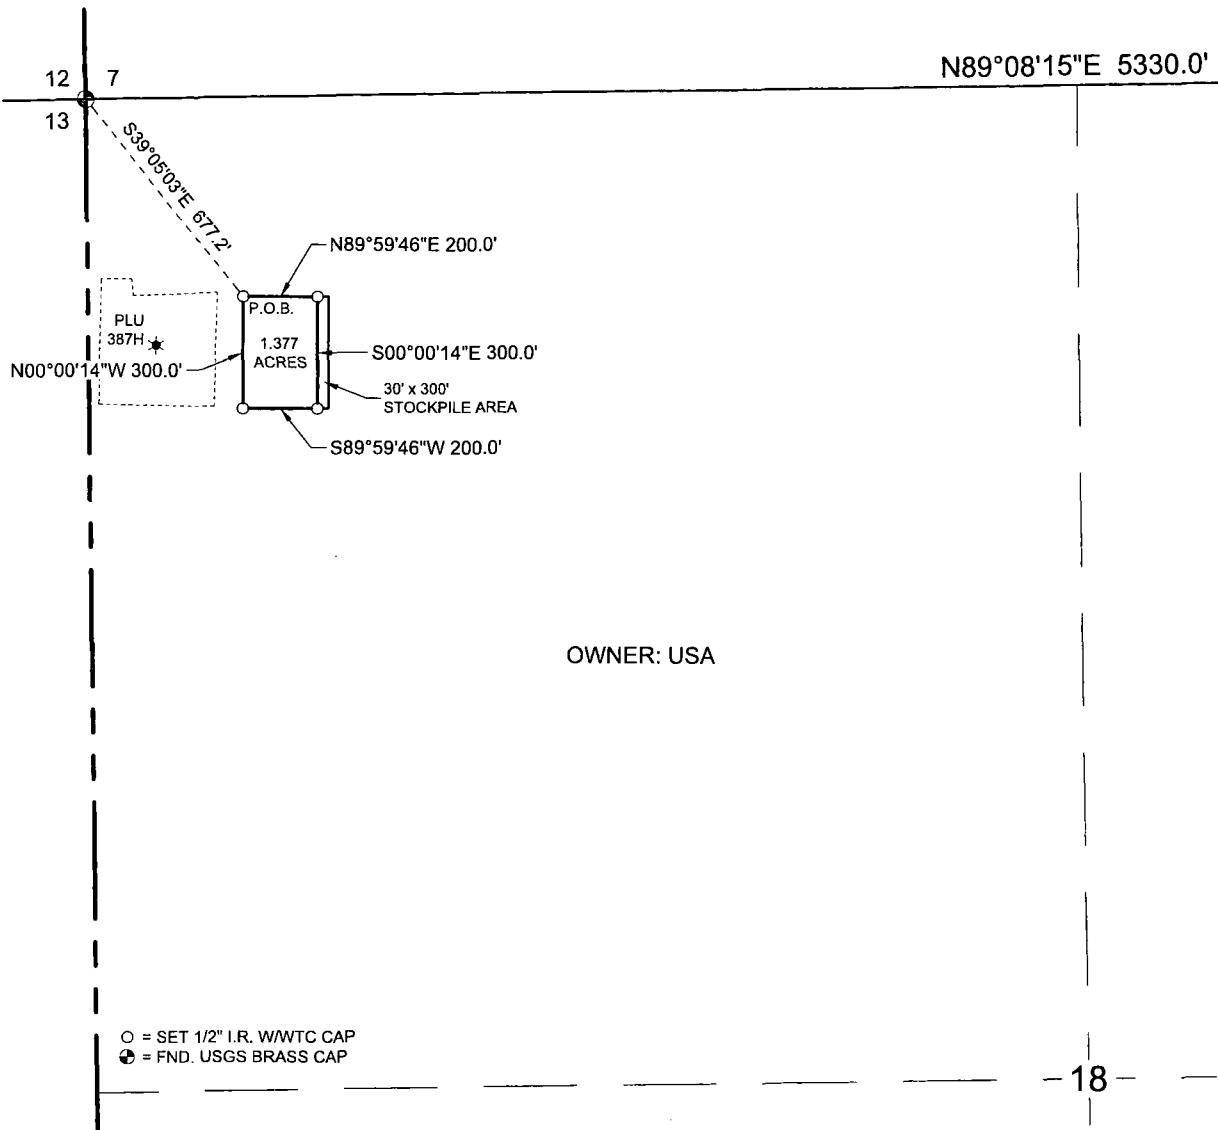 N89°08'15"E 5330.0'
12 7
13
S39°05'03"E 677.2'
N89°59'46"E 200.0'
P.O.B.
PLU
387H
1.377
ACRES
N00°00'14"W 300.0'
S00°00'14"E 300.0'
30' x 300'
STOCKPILE AREA
S89°59'46"W 200.0'
OWNER: USA
O = SET 1/2" I.R. W/WTC CAP
= FND. USGS BRASS CAP
18